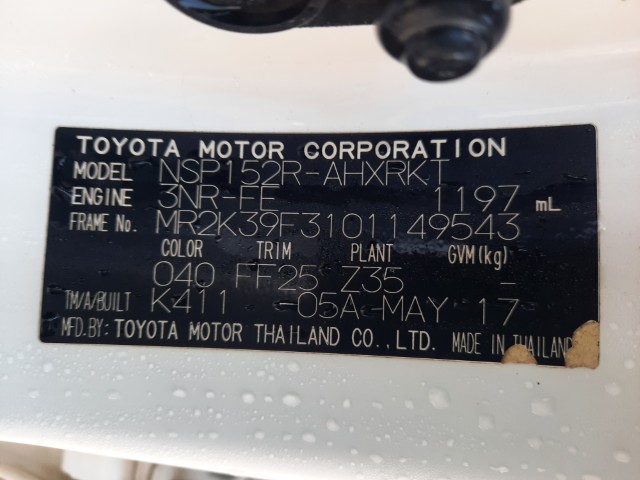 TOYOTA MOTOR CORPORATION
MODEL NSP152R-AHXRKT
ENGINE 3NR-FE 1197 mL
FRAME No. MR2K39F3101149543
COLOR TRIM PLANT GVM(kg)
040 FF25 Z35 -
TM/A/BUILT K411 -05A-MAY 17
MFD.BY: TOYOTA MOTOR THAILAND CO.,LTD. MADE IN THAILAND